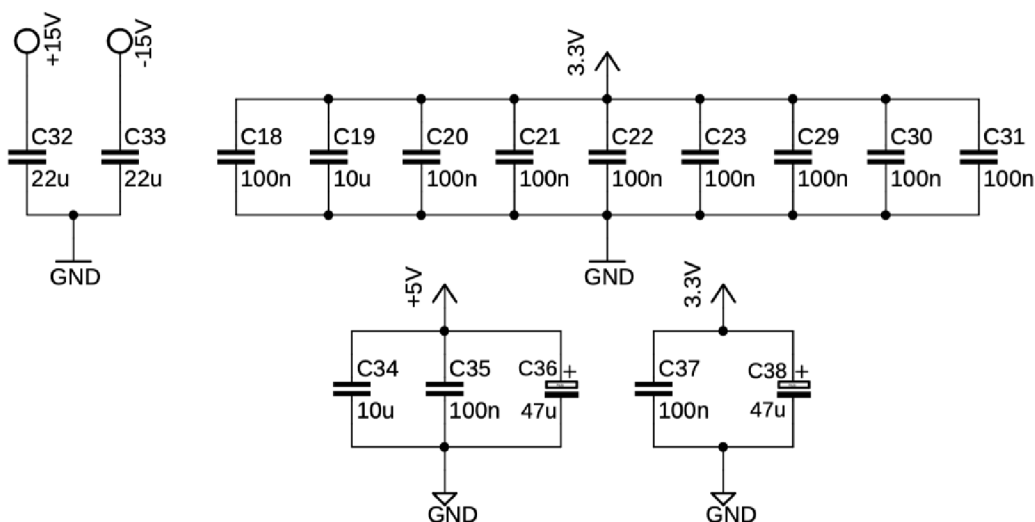 +15V
-15V
C32
22u
C33
22u
GND
3.3V
C18
100n
C19
10u
C20
100n
C21
100n
C22
100n
C23
100n
C29
100n
C30
100n
C31
100n
GND
+5V
C34
10u
C35
100n
C36
+
47u
GND
3.3V
C37
100n
C38
+
47u
GND